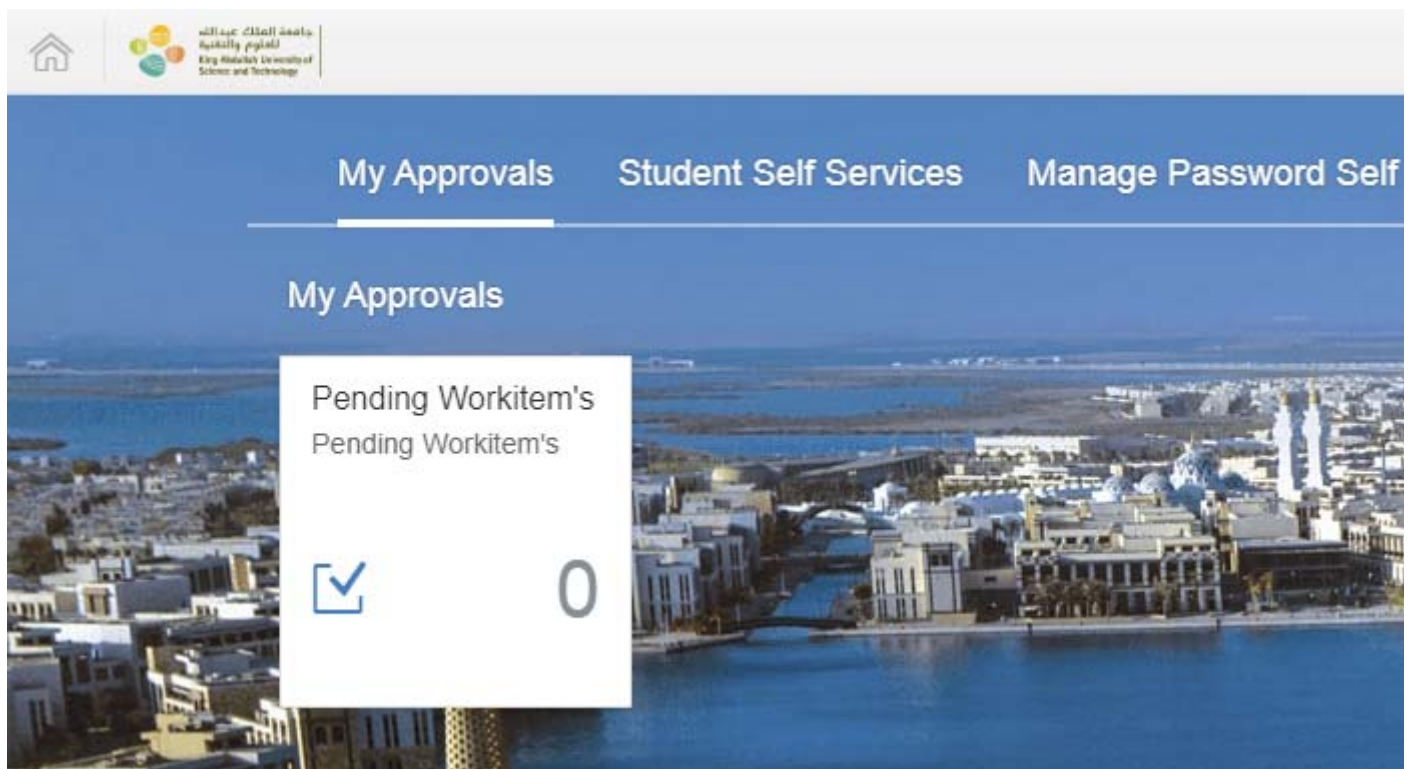 جامعة الملك عبدالله
للعلوم والتقنية
King Abdullah University of
Science and Technology
My Approvals
Student Self Services
Manage Password Self
My Approvals
Pending Workitem's
Pending Workitem's
0